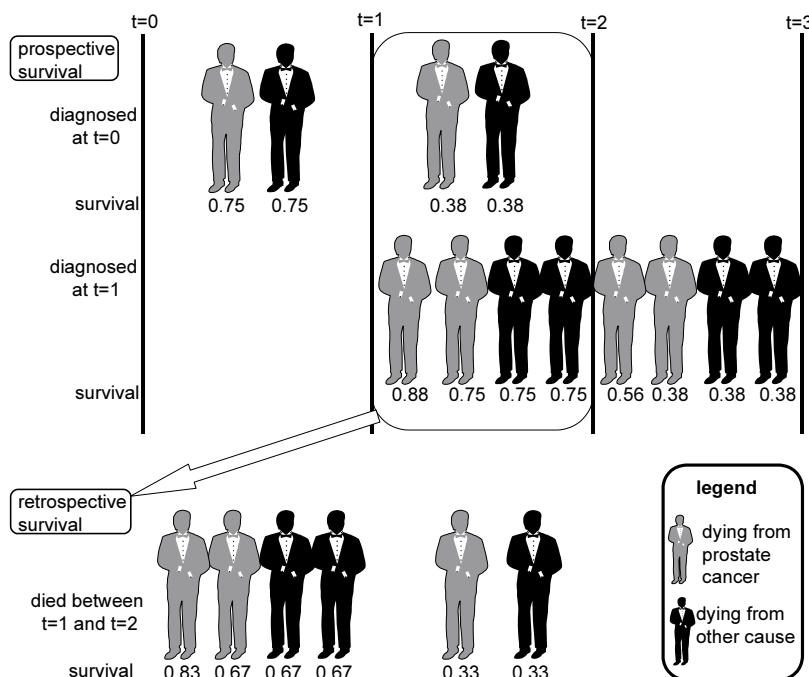 t=0
t=1
t=2
t=3
prospective
survival
diagnosed
at t=0
survival
0.75
0.75
0.38
0.38
diagnosed
at t=1
survival
0.88
0.75
0.75
0.75
0.56
0.38
0.38
0.38
retrospective
survival
died between
t=1 and t=2
survival
0.83
0.67
0.67
0.67
0.33
0.33
legend
dying from
prostate
cancer
dying from
other cause